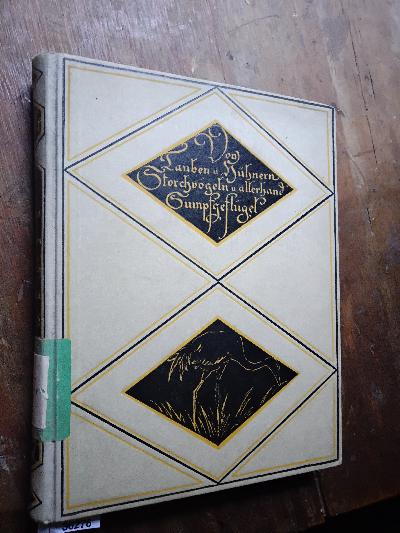 Von
Tauben u. Hühnern
Storchvögeln u. allerhand
Sumpfgeflügel